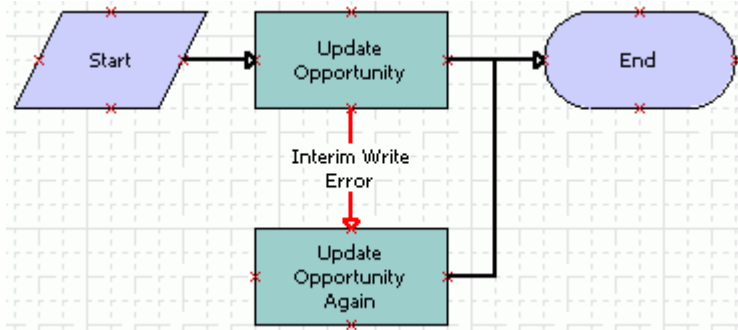 Start
Update
Opportunity
End
Interim Write
Error
Update
Opportunity
Again